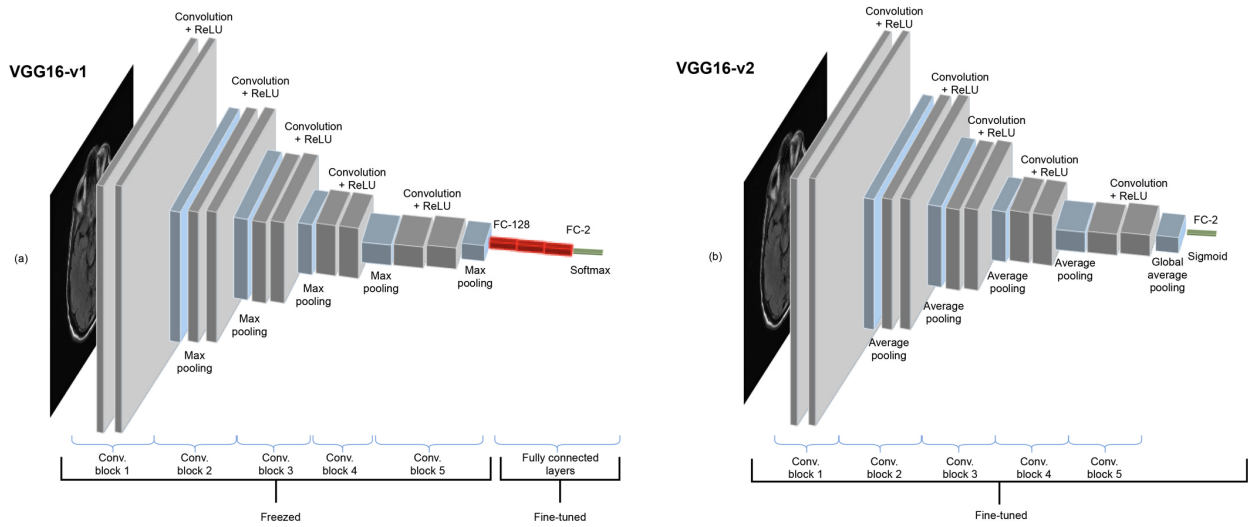 VGG16-v1
Convolution
+ ReLU
Convolution
+ ReLU
Convolution
+ ReLU
Convolution
+ ReLU
Convolution
+ ReLU
FC-128
FC-2
Softmax
(a)
Max
pooling
Max
pooling
Max
pooling
Max
pooling
Max
pooling
Conv.
block 1
Conv.
block 2
Conv.
block 3
Conv.
block 4
Conv.
block 5
Fully connected
layers
Freezed
Fine-tuned
VGG16-v2
Convolution
+ ReLU
Convolution
+ ReLU
Convolution
+ ReLU
Convolution
+ ReLU
Convolution
+ ReLU
FC-2
Sigmoid
(b)
Average
pooling
Average
pooling
Average
pooling
Average
pooling
Global
average
pooling
Conv.
block 1
Conv.
block 2
Conv.
block 3
Conv.
block 4
Conv.
block 5
Fine-tuned